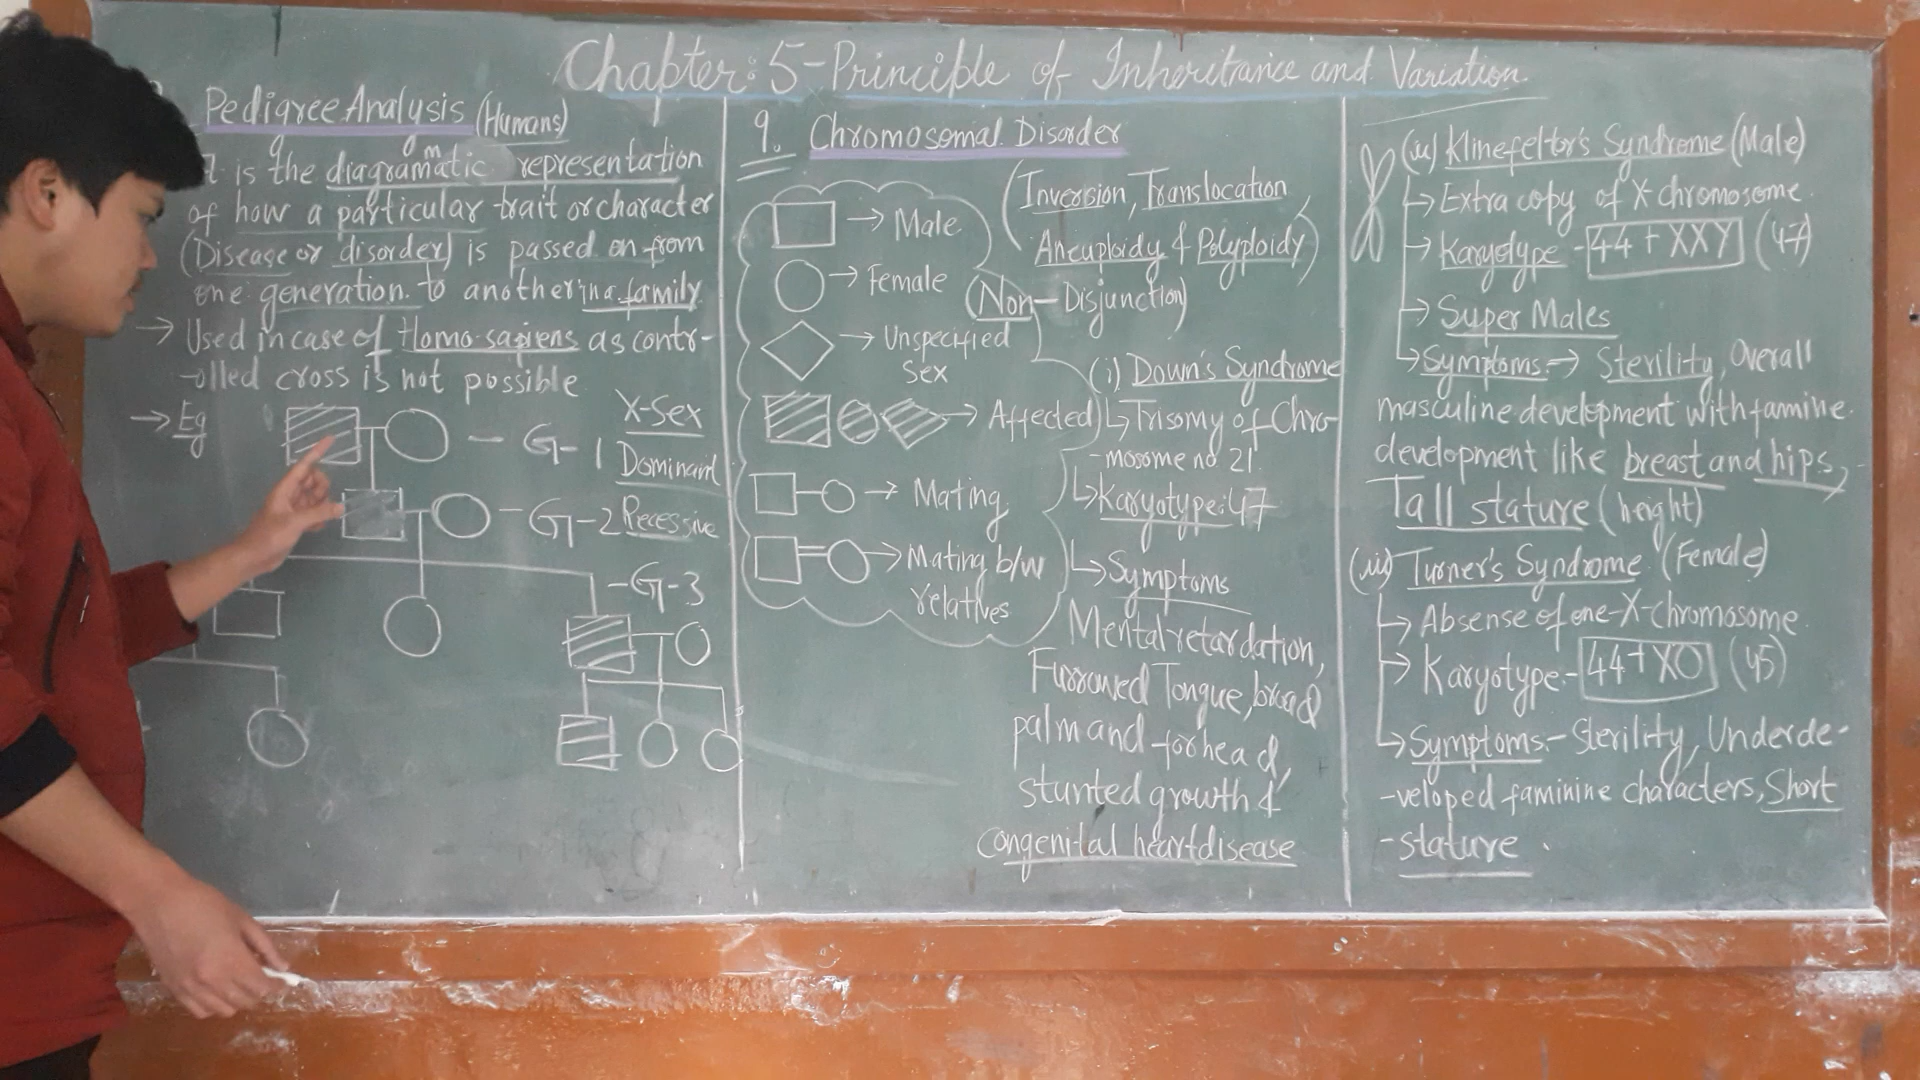 Chapter: 5-Principle of Inheritance and Variation.
Pedigree Analysis (Humans)
is the diagramatic representation
m
of how a particular trait or character
(Disease or disorder) is passed on from
one generation to another in a family.
→ Used in case of Homo sapiens as contr-
-olled cross is not possible
→ Eg
X-Sex
- G-1
Dominant
- G-2
Recessive
- G-3
9. Chromosomal Disorder
(Inversion, Translocation,
Aneuploidy & Polyploidy)
(Non-Disjunction)
→ Male
→ Female
→ Unspecified
Sex
→ Affected
→ Mating
→ Mating b/w
relatives
(i) Down's Syndrome
↳ Trisomy of Chro-
-mosome no. 21.
↳ Karyotype: 47
↳ Symptoms
Mental retardation,
Furrowed Tongue, broad
palm and forhead,
stunted growth &
congenital heart disease
(ii) Klinefeltor's Syndrome (Male)
→ Extra copy of X-chromosome.
→ Karyotype - 44 + XXY (47)
→ Super Males
↳ Symptoms:-→ Sterility, Overall
masculine development with famine
development like breast and hips,
Tall stature (height)
(iii) Turner's Syndrome (Female)
→ Absense of one-X-chromosome.
→ Karyotype:- 44+XO (45)
↳ Symptoms:- Sterility, Underde-
-veloped faminine characters, Short
-stature.